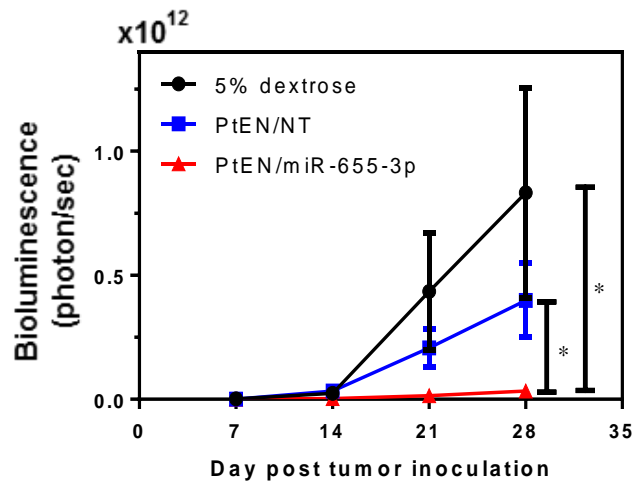 x10¹²
5% dextrose
PtEN/NT
PtEN/miR-655-3p
Bioluminescence
(photon/sec)
1.0
0.5
0.0
*
*
0 7 14 21 28 35
Day post tumor inoculation